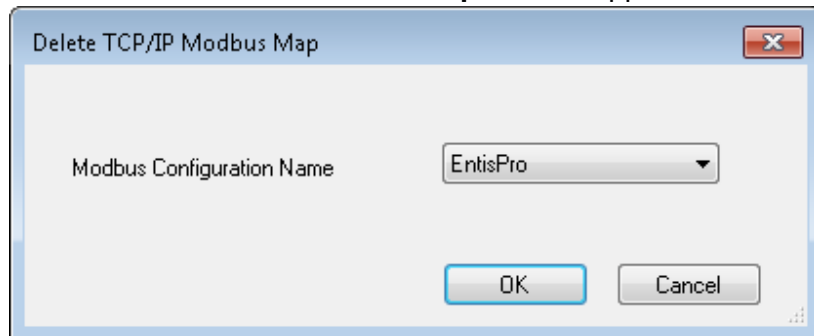 Delete TCP/IP Modbus Map
Modbus Configuration Name
EntisPro
OK
Cancel